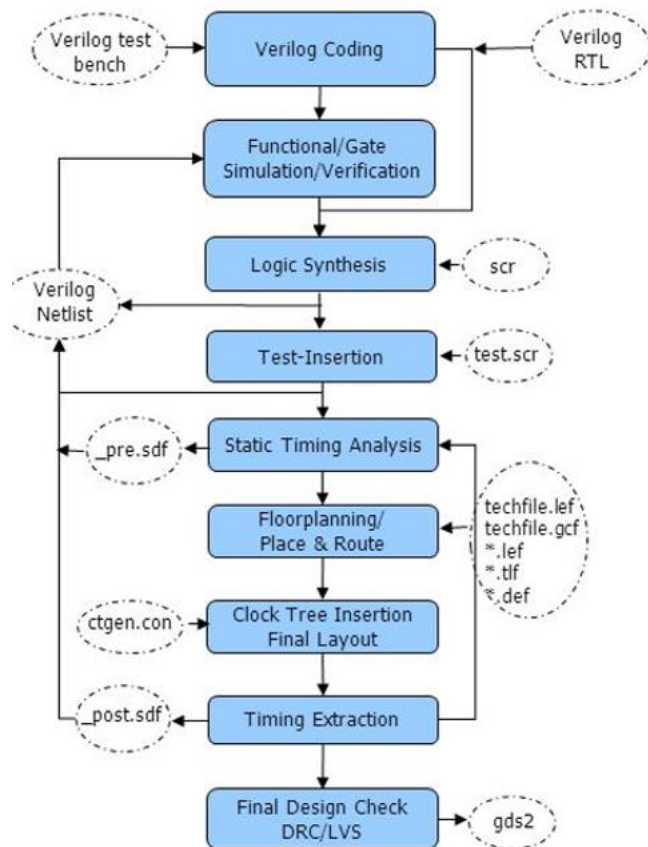 Verilog test
bench
Verilog Coding
Verilog
RTL
Functional/Gate
Simulation/Verification
Logic Synthesis
scr
Verilog
Netlist
Test-Insertion
test.scr
_pre.sdf
Static Timing Analysis
Floorplanning/
Place & Route
techfile.lef
techfile.gcf
*.lef
*.tlf
*.def
ctgen.con
Clock Tree Insertion
Final Layout
_post.sdf
Timing Extraction
Final Design Check
DRC/LVS
gds2